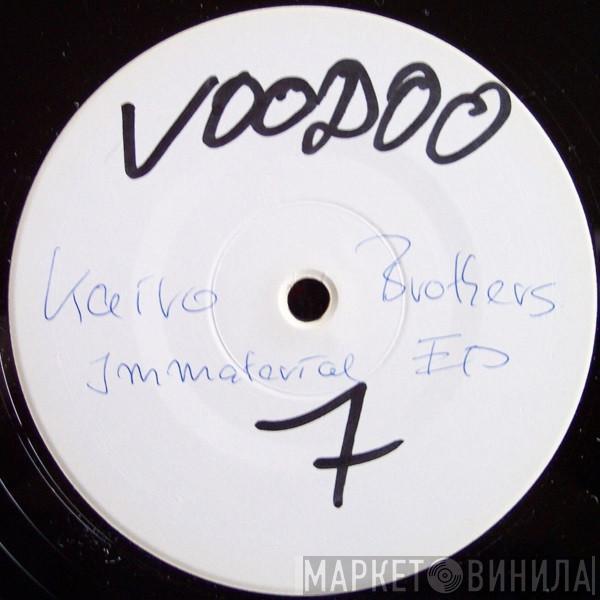 VOODOO
Kairo Brothers
Immaterial EP
7
МАРКЕТ ВИНИЛА